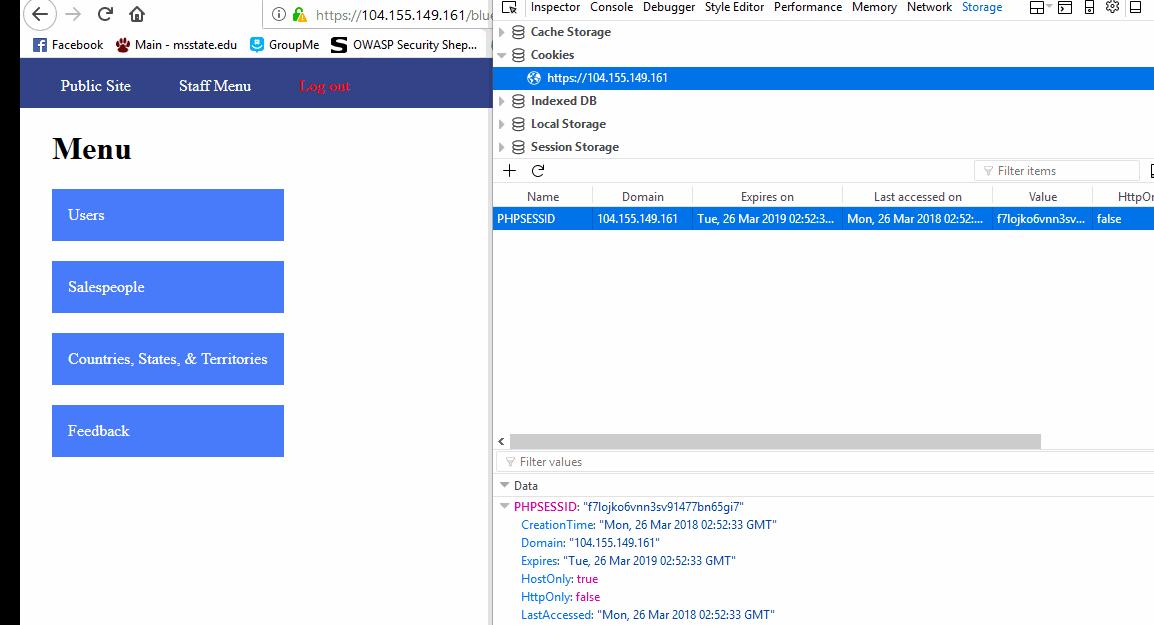 https://104.155.149.161/blue
Facebook Main - msstate.edu GroupMe OWASP Security Shep...
Public Site Staff Menu Log out
Menu
Users
Salespeople
Countries, States, & Territories
Feedback
Inspector Console Debugger Style Editor Performance Memory Network Storage
Cache Storage
Cookies
https://104.155.149.161
Indexed DB
Local Storage
Session Storage
Filter items
Name Domain Expires on Last accessed on Value HttpOn
PHPSESSID 104.155.149.161 Tue, 26 Mar 2019 02:52:3... Mon, 26 Mar 2018 02:52:... f7lojko6vnn3sv... false
Filter values
Data
PHPSESSID: "f7lojko6vnn3sv91477bn65gi7"
CreationTime: "Mon, 26 Mar 2018 02:52:33 GMT"
Domain: "104.155.149.161"
Expires: "Tue, 26 Mar 2019 02:52:33 GMT"
HostOnly: true
HttpOnly: false
LastAccessed: "Mon, 26 Mar 2018 02:52:33 GMT"